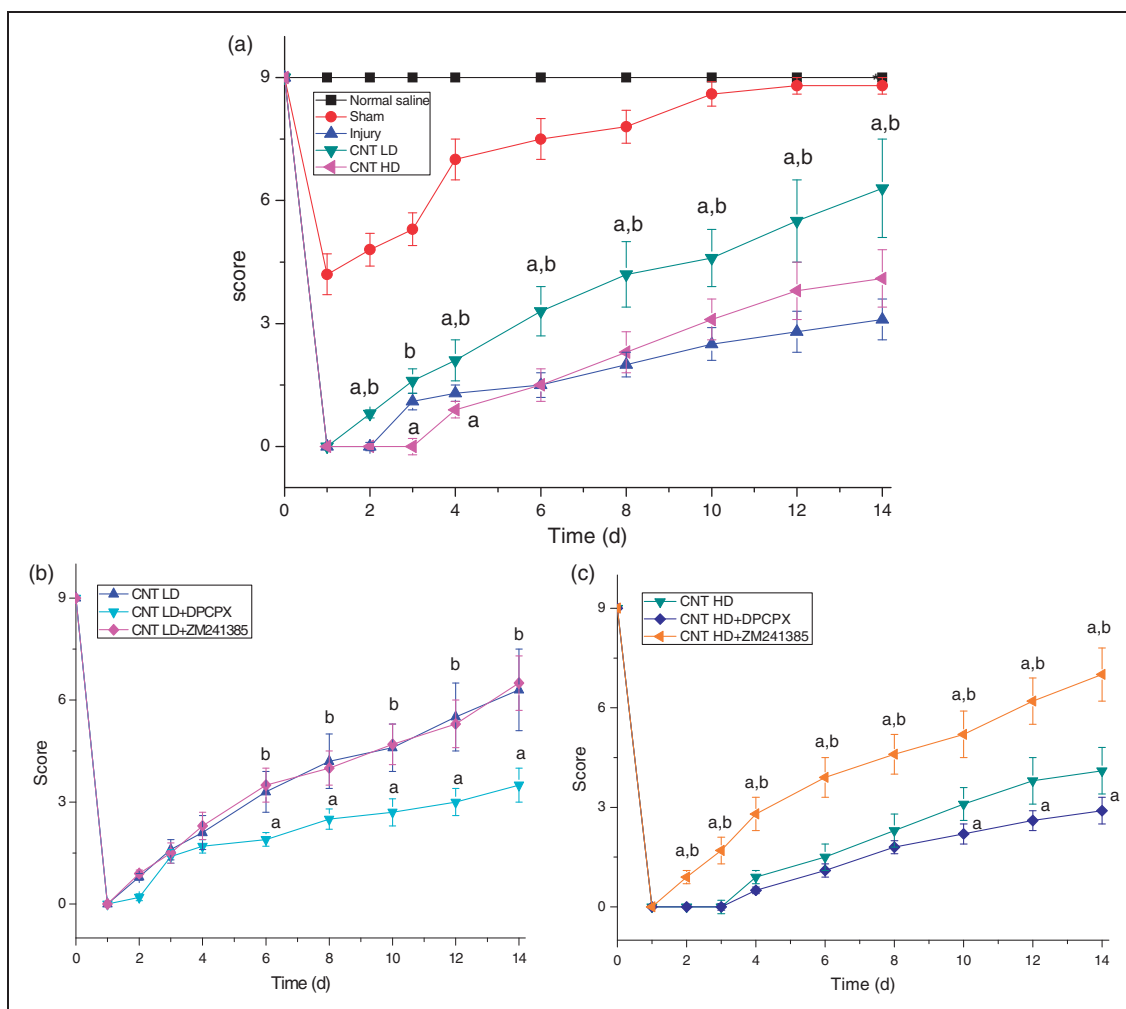 (a)
9
6
3
0
score
Normal saline
Sham
Injury
CNT LD
CNT HD
a,b
b
a,b
a,b
a,b
a,b
a,b
a,b
a
a
0 2 4 6 8 10 12 14
Time (d)
(b)
9
6
3
0
Score
CNT LD
CNT LD+DPCPX
CNT LD+ZM241385
b
b
b
b
b
a
a
a
a
a
0 2 4 6 8 10 12 14
Time (d)
(c)
9
6
3
0
Score
CNT HD
CNT HD+DPCPX
CNT HD+ZM241385
a,b
a,b
a,b
a,b
a,b
a,b
a,b
a,b
a
a
a
0 2 4 6 8 10 12 14
Time (d)